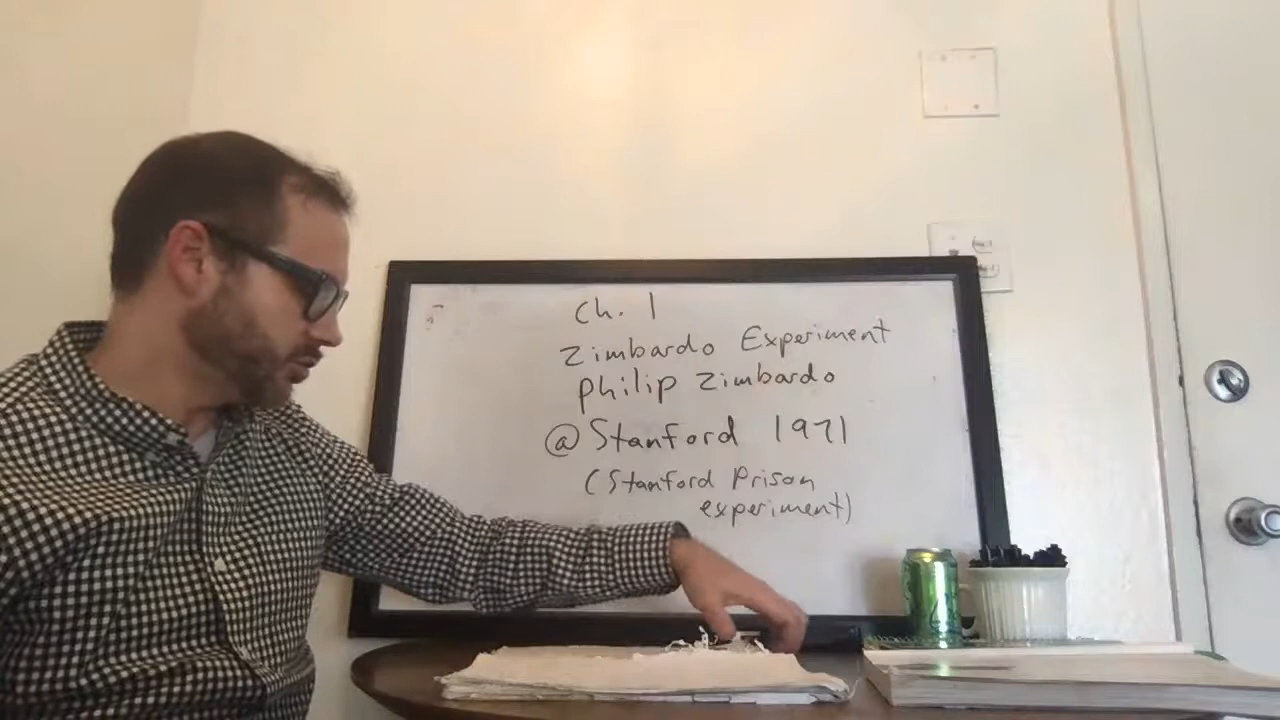 Ch. 1
Zimbardo Experiment
Philip Zimbardo
@ Stanford 1971
(Stanford Prison
experiment)